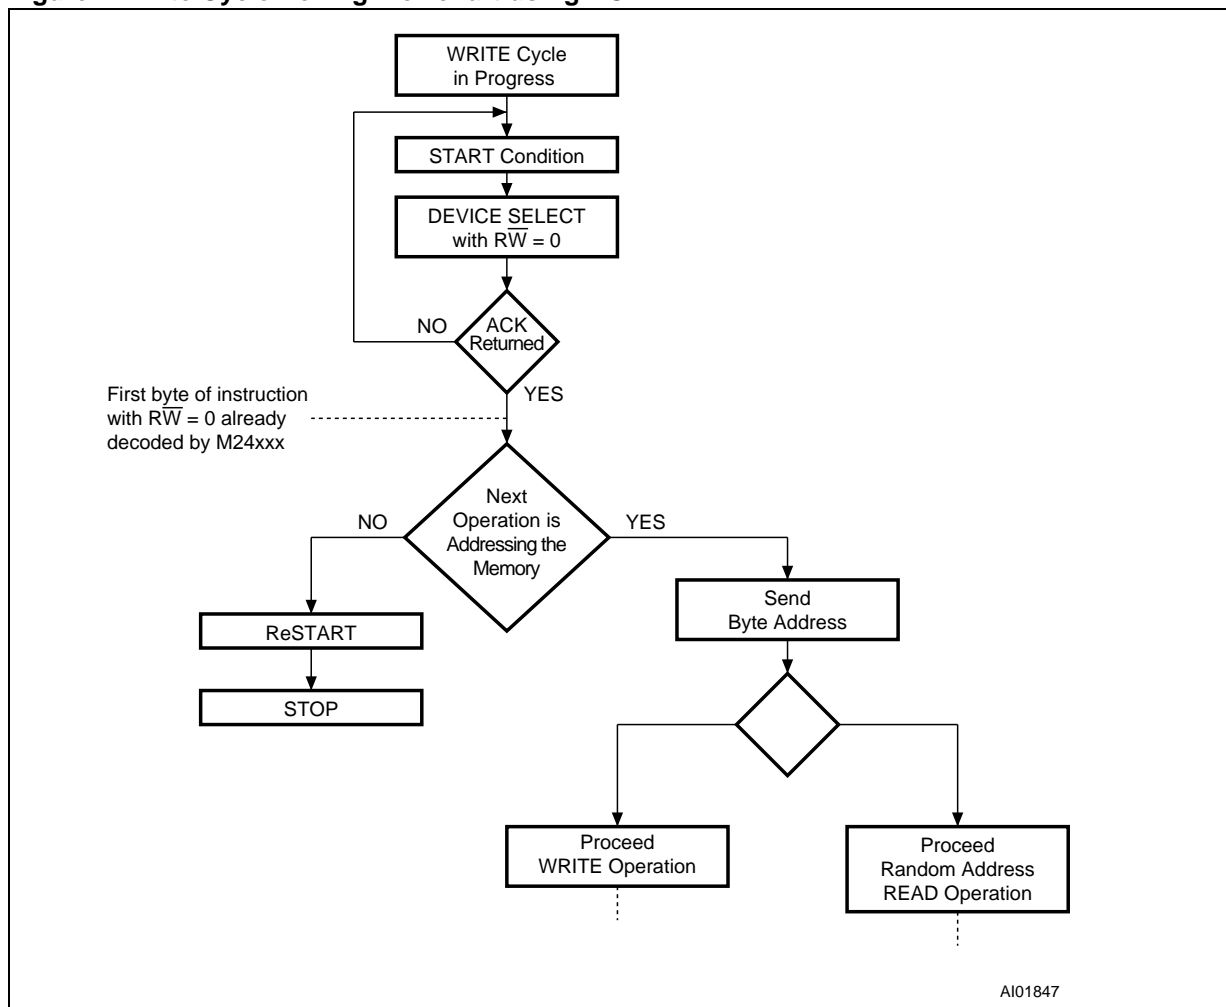 WRITE Cycle
in Progress
START Condition
DEVICE SELECT
with RW̅ = 0
NO
ACK
Returned
YES
First byte of instruction
with RW̅ = 0 already
decoded by M24xxx
NO
Next
Operation is
Addressing the
Memory
YES
Send
Byte Address
ReSTART
STOP
Proceed
WRITE Operation
Proceed
Random Address
READ Operation
AI01847